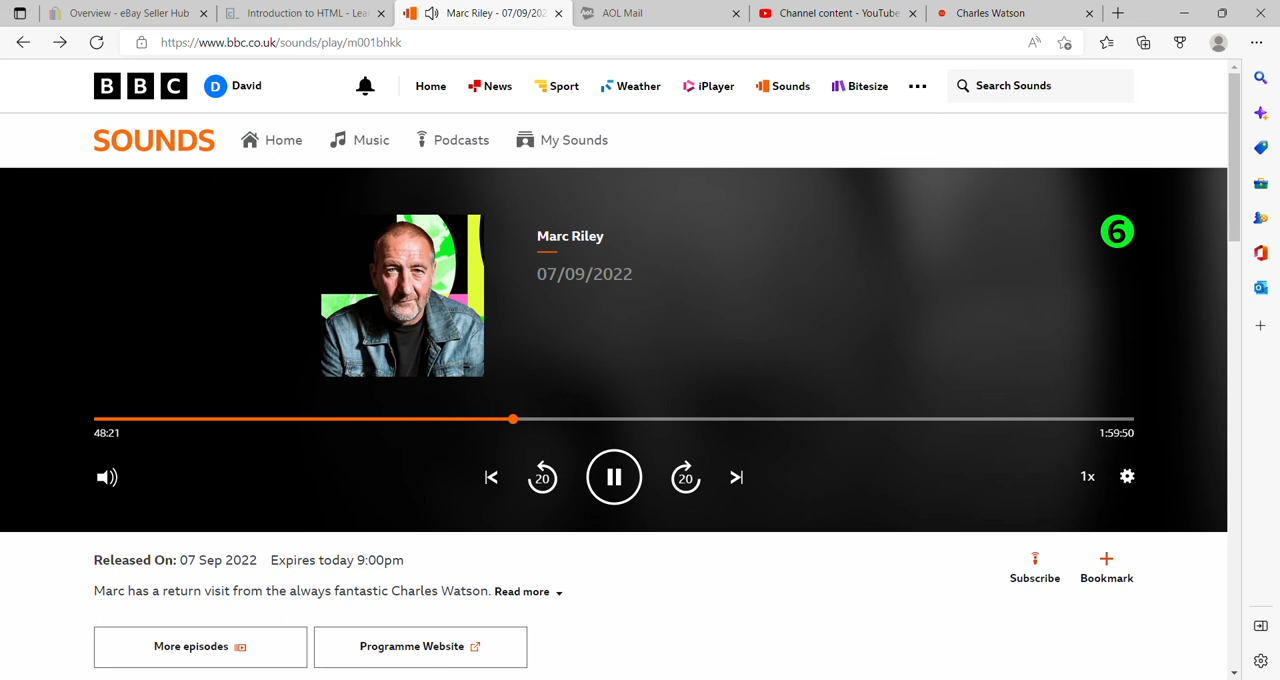 Overview - eBay Seller Hub
Introduction to HTML - Lea
Marc Riley - 07/09/202
AOL Mail
Channel content - YouTube
Charles Watson
https://www.bbc.co.uk/sounds/play/m001bhkk
BBC
D David
Home
News
Sport
Weather
iPlayer
Sounds
Bitesize
Search Sounds
SOUNDS
Home
Music
Podcasts
My Sounds
Marc Riley
07/09/2022
6
48:21
1:59:50
20
20
1x
Released On: 07 Sep 2022 Expires today 9:00pm
Subscribe
Bookmark
Marc has a return visit from the always fantastic Charles Watson. Read more
More episodes
Programme Website